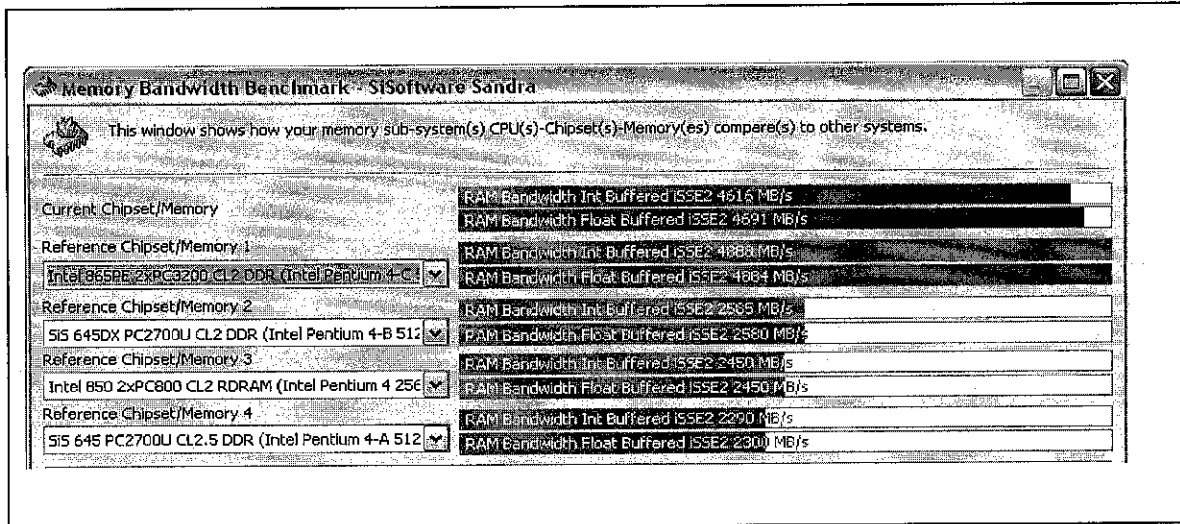 Memory Bandwidth Benchmark - SiSoftware Sandra
This window shows how your memory sub-system(s) CPU(s)-Chipset(s)-Memory(es) compare(s) to other systems.
Current Chipset/Memory
RAM Bandwidth Int Buffered iSSE2 4616 MB/s
RAM Bandwidth Float Buffered iSSE2 4691 MB/s
Reference Chipset/Memory 1
Intel 865PE 2xPC3200 CL2 DDR (Intel Pentium 4-C
RAM Bandwidth Int Buffered iSSE2 4888 MB/s
RAM Bandwidth Float Buffered iSSE2 4884 MB/s
Reference Chipset/Memory 2
SiS 645DX PC2700U CL2 DDR (Intel Pentium 4-B 512
RAM Bandwidth Int Buffered iSSE2 2585 MB/s
RAM Bandwidth Float Buffered iSSE2 2580 MB/s
Reference Chipset/Memory 3
Intel 850 2xPC800 CL2 RDRAM (Intel Pentium 4 256
RAM Bandwidth Int Buffered iSSE2 2450 MB/s
RAM Bandwidth Float Buffered iSSE2 2450 MB/s
Reference Chipset/Memory 4
SiS 645 PC2700U CL2.5 DDR (Intel Pentium 4-A 512
RAM Bandwidth Int Buffered iSSE2 2290 MB/s
RAM Bandwidth Float Buffered iSSE2 2300 MB/s